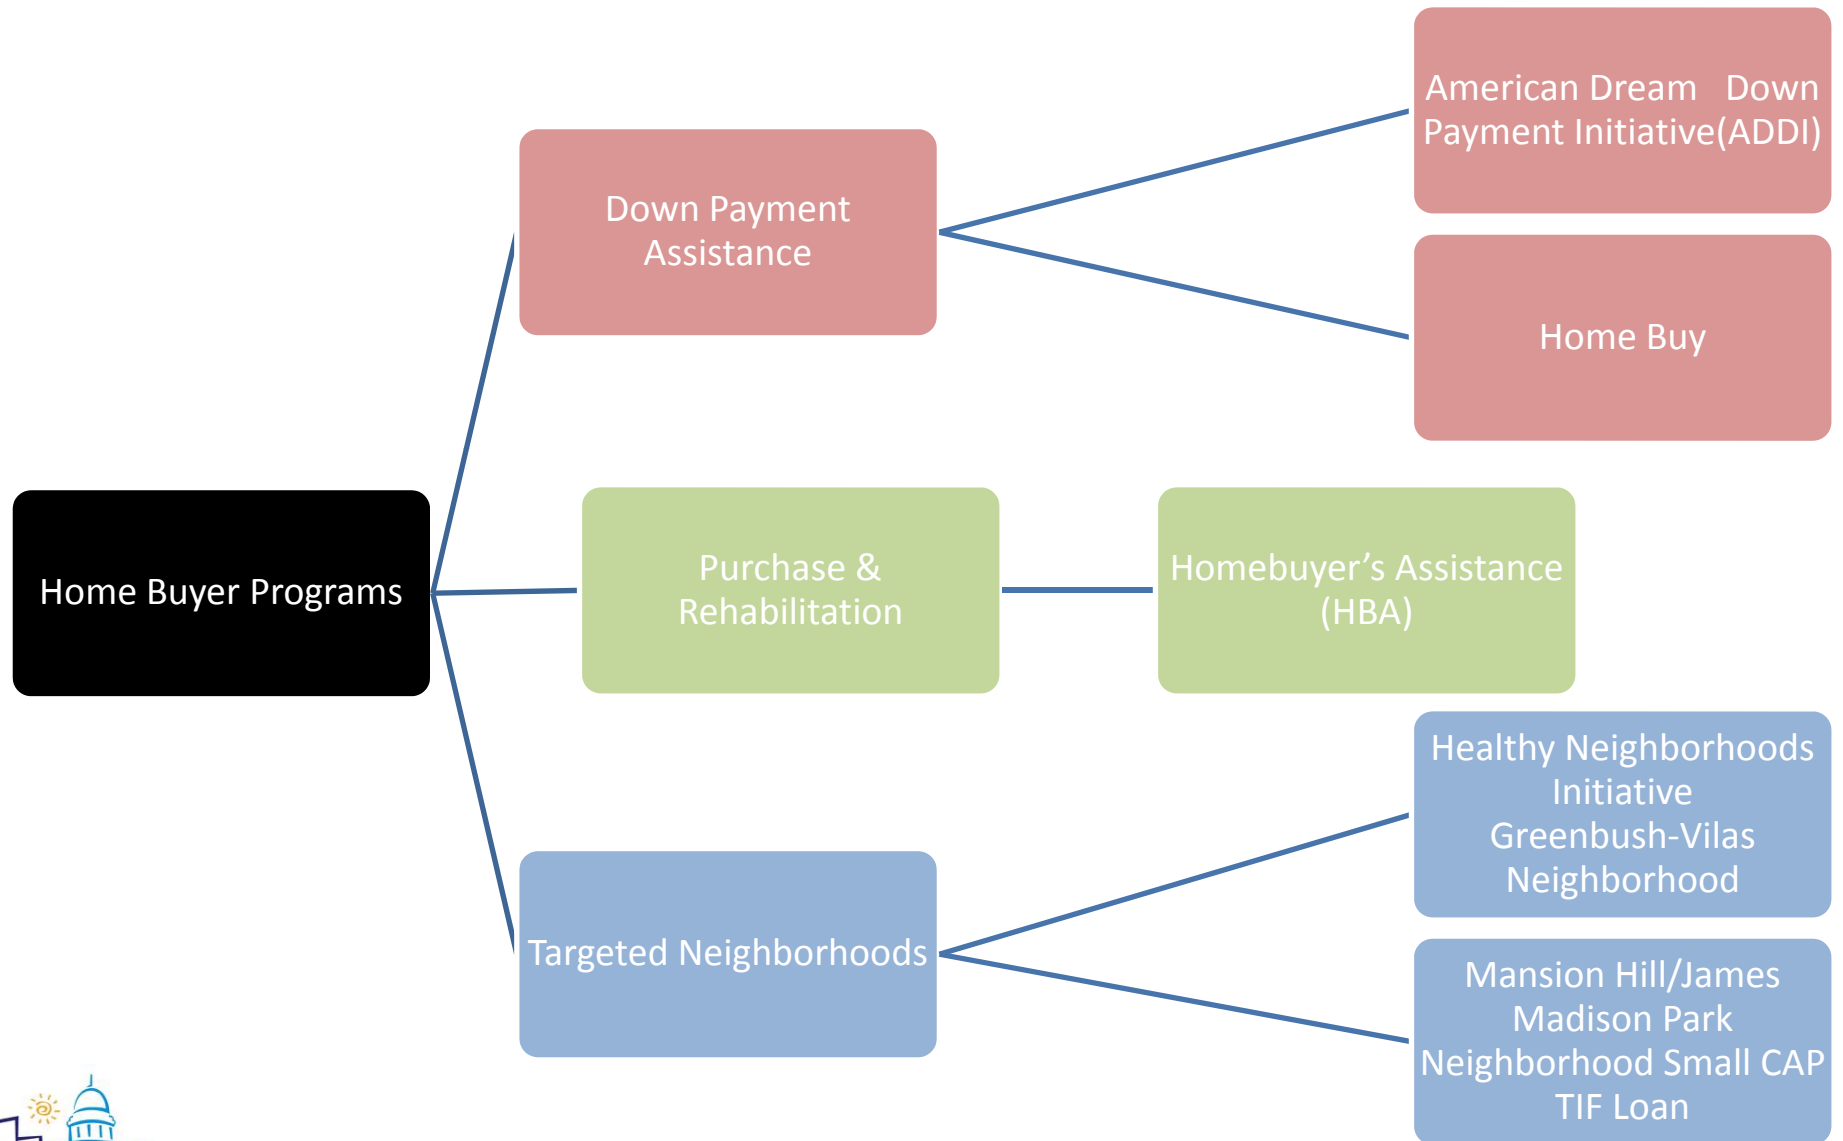 American Dream Down
Payment Initiative(ADDI)
Down Payment
Assistance
Home Buy
Home Buyer Programs
Purchase &
Rehabilitation
Homebuyer’s Assistance
(HBA)
Healthy Neighborhoods
Initiative
Greenbush-Vilas
Neighborhood
Targeted Neighborhoods
Mansion Hill/James
Madison Park
Neighborhood Small CAP
TIF Loan